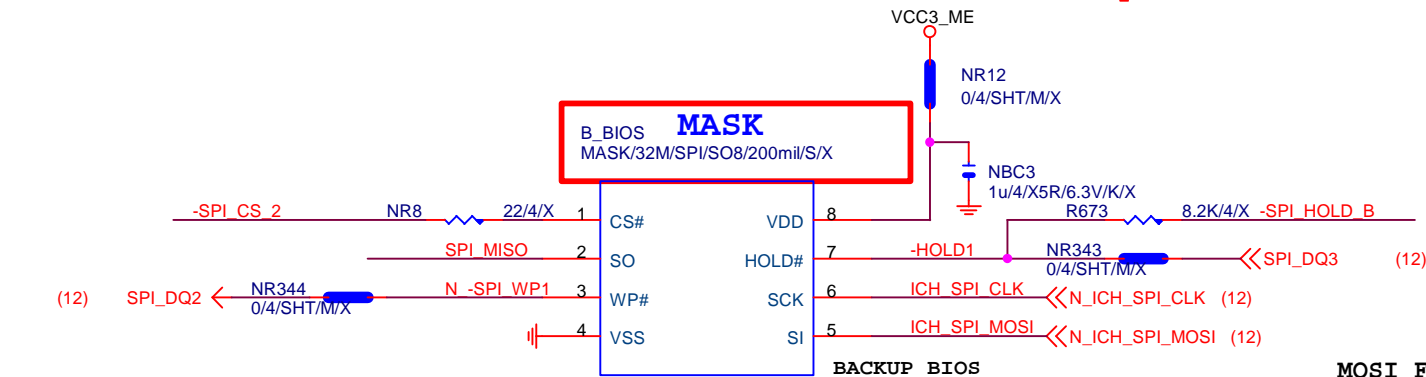 VCC3_ME
NR12
0/4/SHT/M/X
B_BIOS MASK
MASK/32M/SPI/SO8/200mil/S/X
NBC3
1u/4/X5R/6.3V/K/X
-SPI_CS_2 NR8 22/4/X 1 CS# VDD 8 R673 8.2K/4/X -SPI_HOLD_B
SPI_MISO 2 SO HOLD# 7 -HOLD1 NR343 SPI_DQ3 (12)
0/4/SHT/M/X
(12) SPI_DQ2 NR344 N_-SPI_WP1 3 WP# SCK 6 ICH_SPI_CLK N_ICH_SPI_CLK (12)
0/4/SHT/M/X
4 VSS SI 5 ICH_SPI_MOSI N_ICH_SPI_MOSI (12)
BACKUP BIOS
MOSI